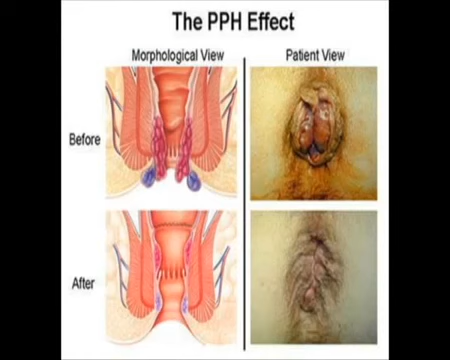 The PPH Effect
Morphological View
Patient View
Before
After